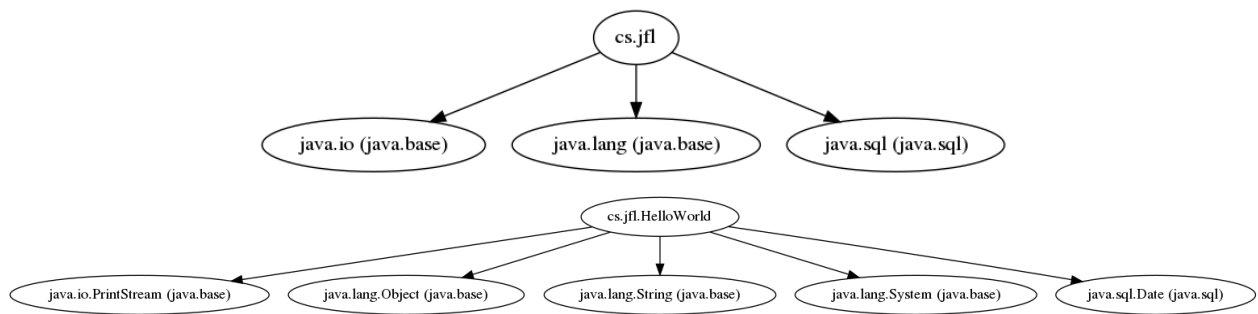 cs.jfl
java.io (java.base)
java.lang (java.base)
java.sql (java.sql)
cs.jfl.HelloWorld
java.io.PrintStream (java.base)
java.lang.Object (java.base)
java.lang.String (java.base)
java.lang.System (java.base)
java.sql.Date (java.sql)